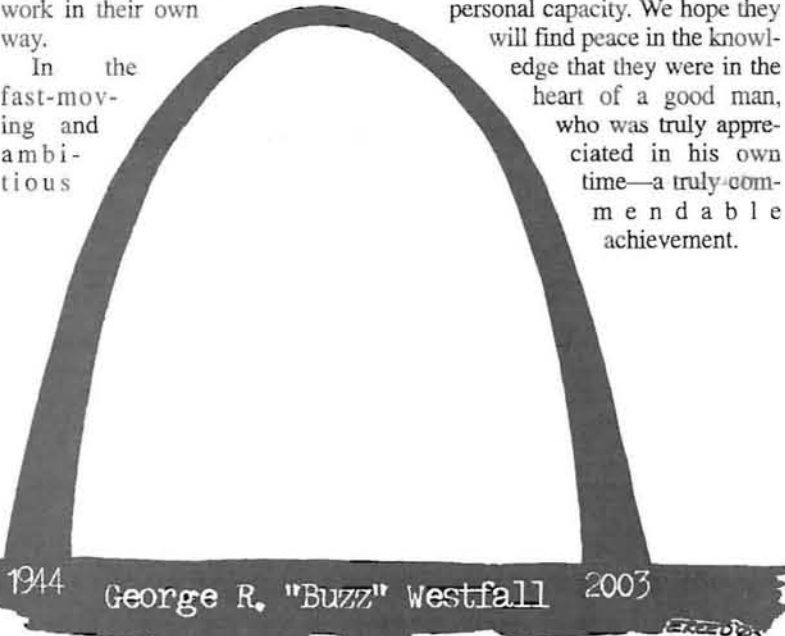 work in their own
way.
In the
fast-mov-
ing and
ambi-
tious
personal capacity. We hope they
will find peace in the knowl-
edge that they were in the
heart of a good man,
who was truly appre-
ciated in his own
time—a truly com-
mendable
achievement.
1944 George R. "Buzz" Westfall 2003